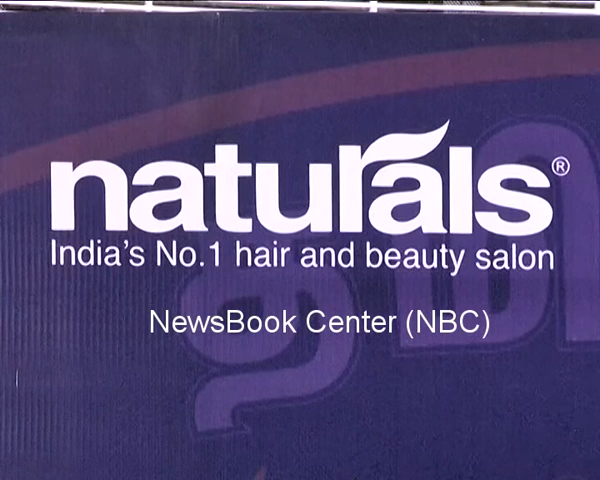 naturals®
India's No.1 hair and beauty salon
NewsBook Center (NBC)